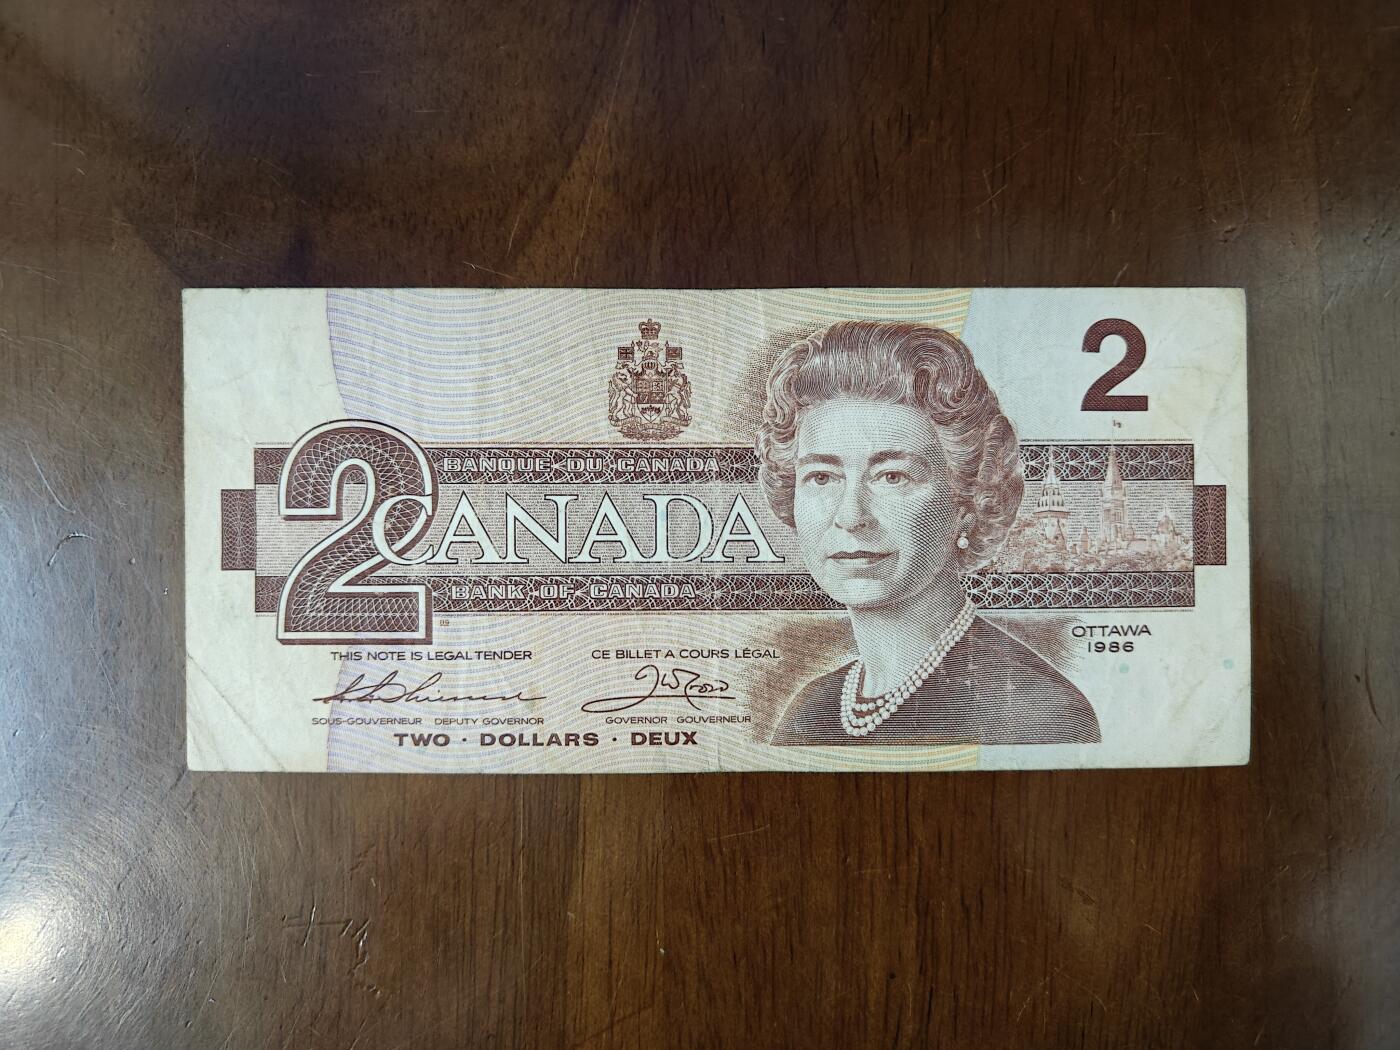 2
BANQUE DU CANADA
2
CANADA
BANK OF CANADA
OTTAWA
1986
THIS NOTE IS LEGAL TENDER
CE BILLET A COURS LÉGAL
SOUS-GOUVERNEUR DEPUTY GOVERNOR
GOVERNOR GOUVERNEUR
TWO · DOLLARS · DEUX